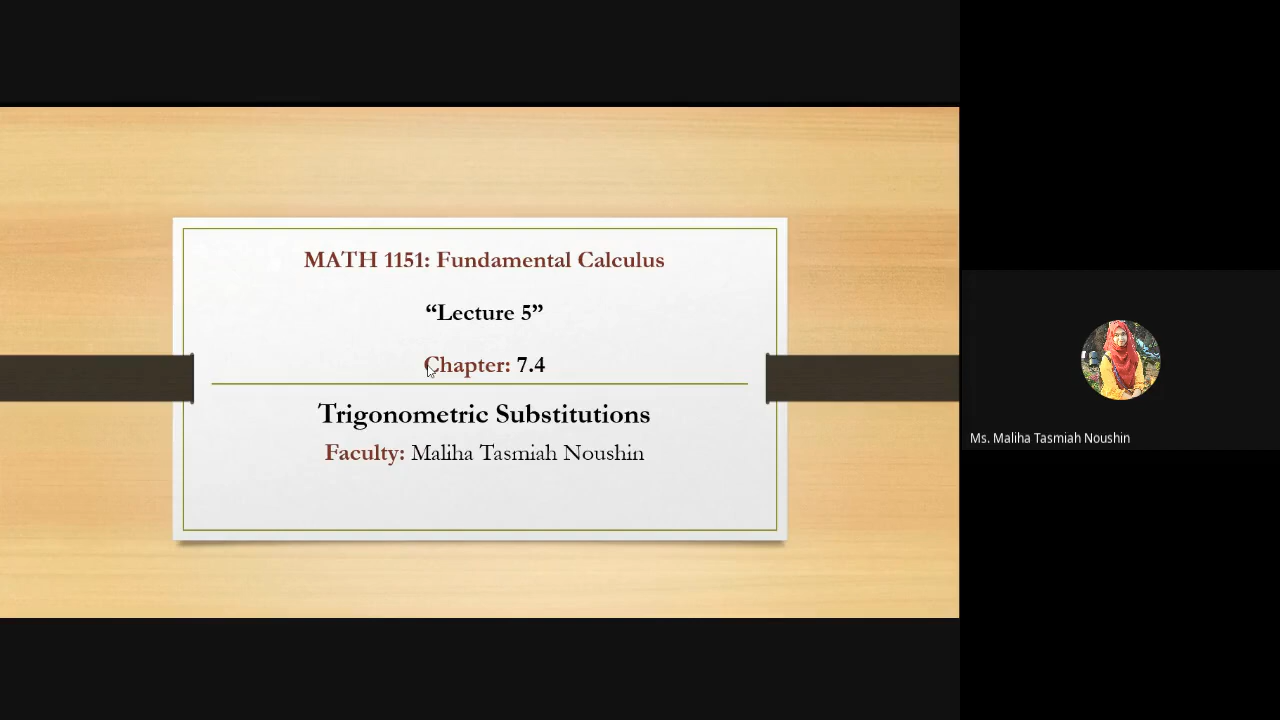 MATH 1151: Fundamental Calculus
“Lecture 5”
Chapter: 7.4
Trigonometric Substitutions
Faculty: Maliha Tasmiah Noushin
Ms. Maliha Tasmiah Noushin